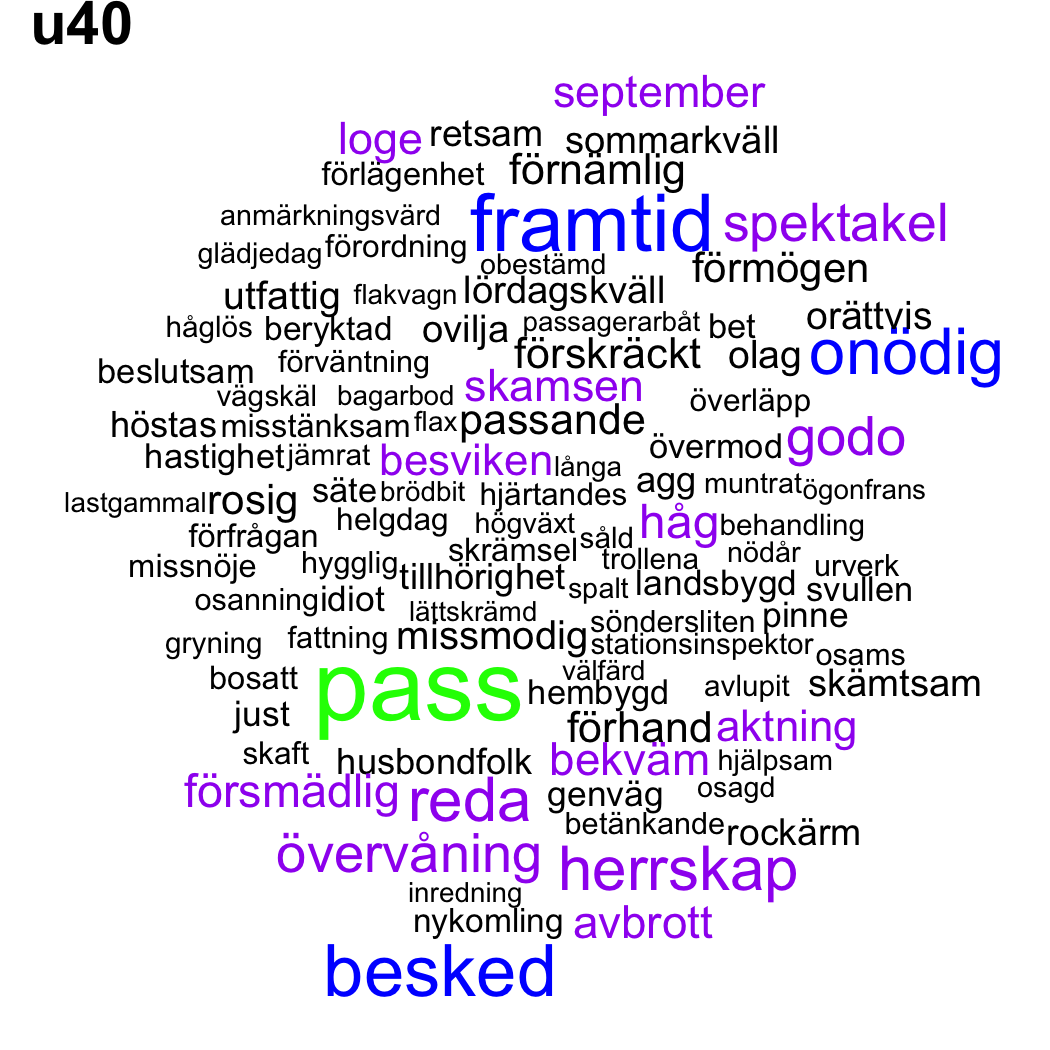 u40
september
loge retsam sommarkväll
förlägenhet förnämlig
anmärkningsvärd framtid spektakel
glädjedag förordning obestämd förmögen
utfattig flakvagn lördagskväll orättvis
håglös beryktad ovilja passagerarbåt bet
beslutsam förväntning förskräckt olag onödig
vägskäl bagarbod skamsen överläpp
höstas misstänksam flax passande övermod godo
hastighet jämrat besviken långa agg muntrat ögonfrans
lastgammal rosig säte brödbit hjärtandes
förfrågan helgdag högväxt såld håg behandling
missnöje hygglig skrämsel trollena nödår urverk
osanning idiot tillhörighet spalt landsbygd svullen
lättskrämd söndersliten pinne
gryning fattning missmodig stationsinspektor osams
bosatt pass välfärd hembygd avlupit skämtsam
just förhand aktning
skaft husbondfolk bekväm hjälpsam
försmädlig reda genväg osagd
betänkande rockärm
övervåning herrskap
inredning
nykomling avbrott
besked